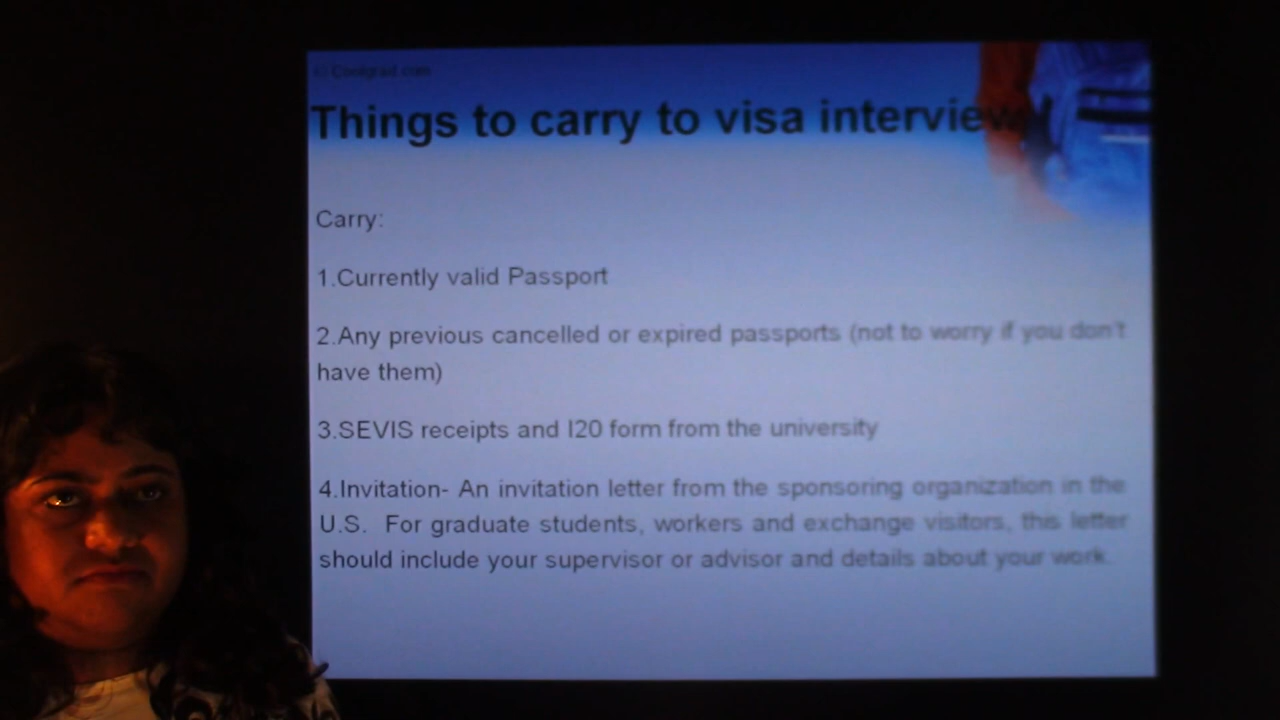 © Coolgrad.com
Things to carry to visa interview
Carry:
1.Currently valid Passport
2.Any previous cancelled or expired passports (not to worry if you don't
have them)
3.SEVIS receipts and I20 form from the university
4.Invitation- An invitation letter from the sponsoring organization in the
U.S. For graduate students, workers and exchange visitors, this letter
should include your supervisor or advisor and details about your work.